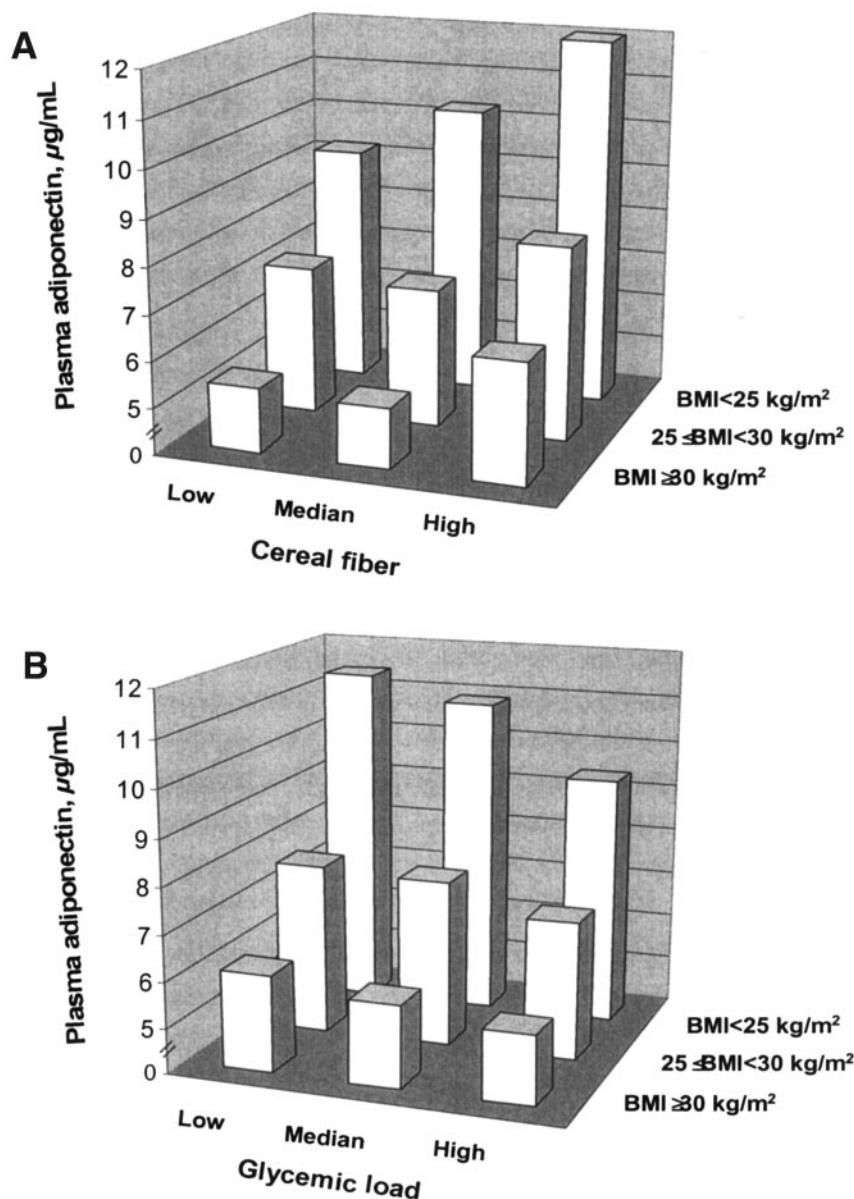 A
Plasma adiponectin, µg/mL
12
11
10
9
8
7
6
5
0
Low
Median
High
Cereal fiber
BMI<25 kg/m²
25 ≤BMI<30 kg/m²
BMI ≥30 kg/m²
B
Plasma adiponectin, µg/mL
12
11
10
9
8
7
6
5
0
Low
Median
High
Glycemic load
BMI<25 kg/m²
25 ≤BMI<30 kg/m²
BMI ≥30 kg/m²